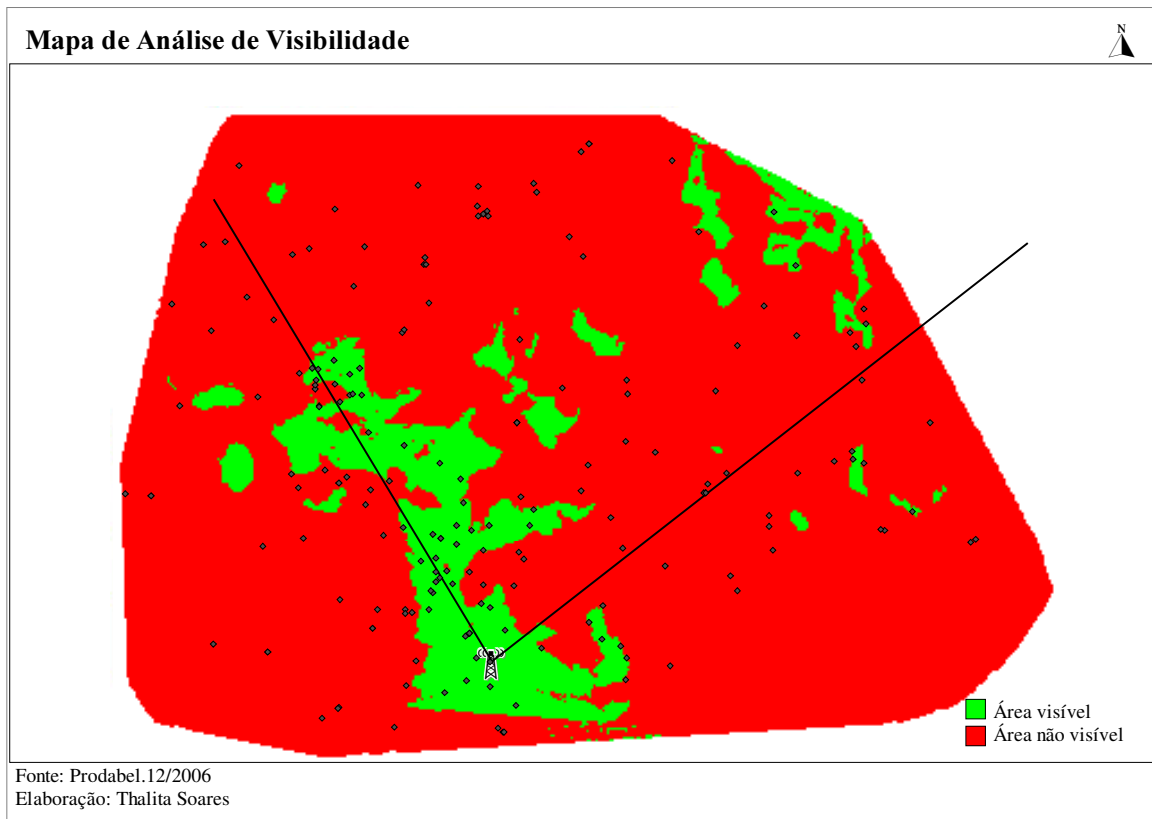 Mapa de Análise de Visibilidade
N
Área visível
Área não visível
Fonte: Prodabel.12/2006
Elaboração: Thalita Soares